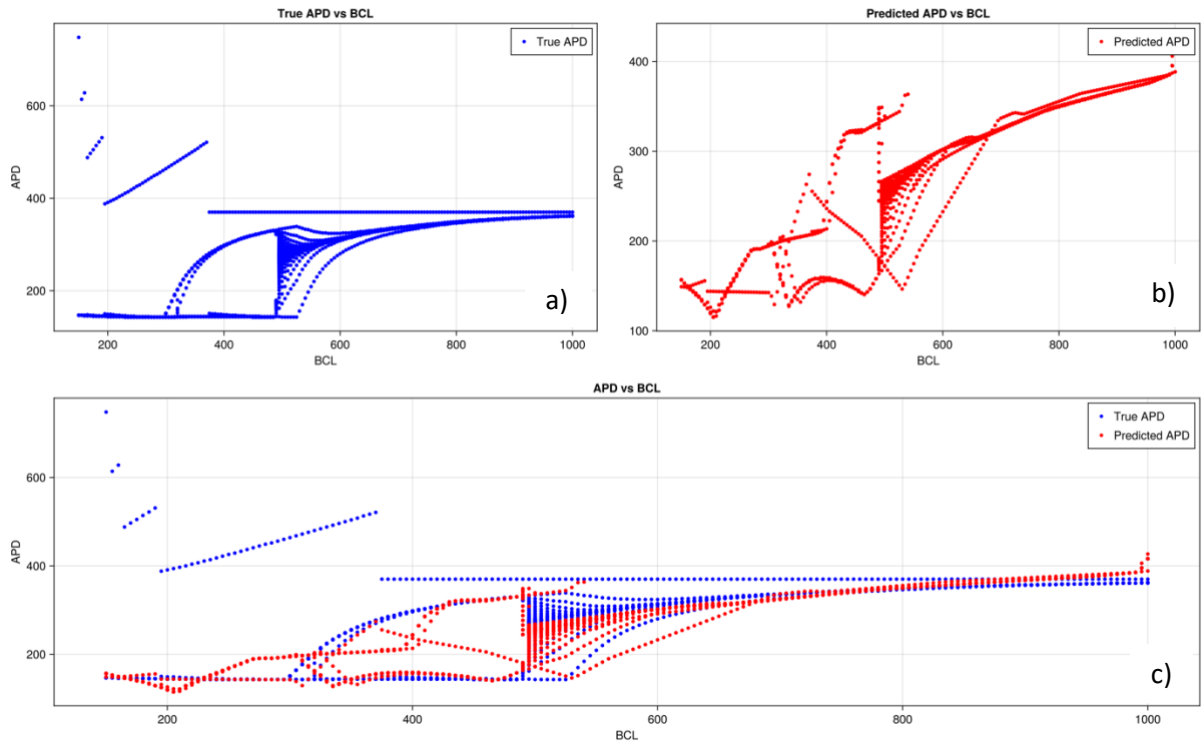 True APD vs BCL
True APD
APD
600
400
200
a)
200 400 600 800 1000
BCL
Predicted APD vs BCL
Predicted APD
APD
400
300
200
100
b)
200 400 600 800 1000
BCL
APD vs BCL
True APD
Predicted APD
APD
600
400
200
c)
200 400 600 800 1000
BCL